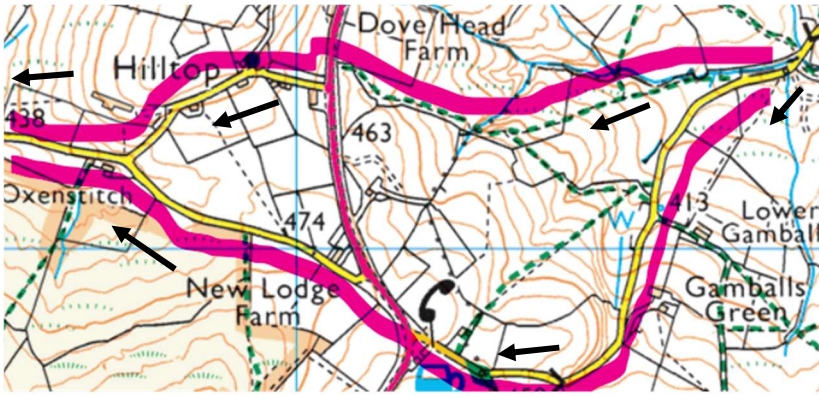 Dove Head
Farm
Hilltop
438
463
Oxenstitch
474
413
W
Lower
Gamball
New Lodge
Farm
Gamballs
Green